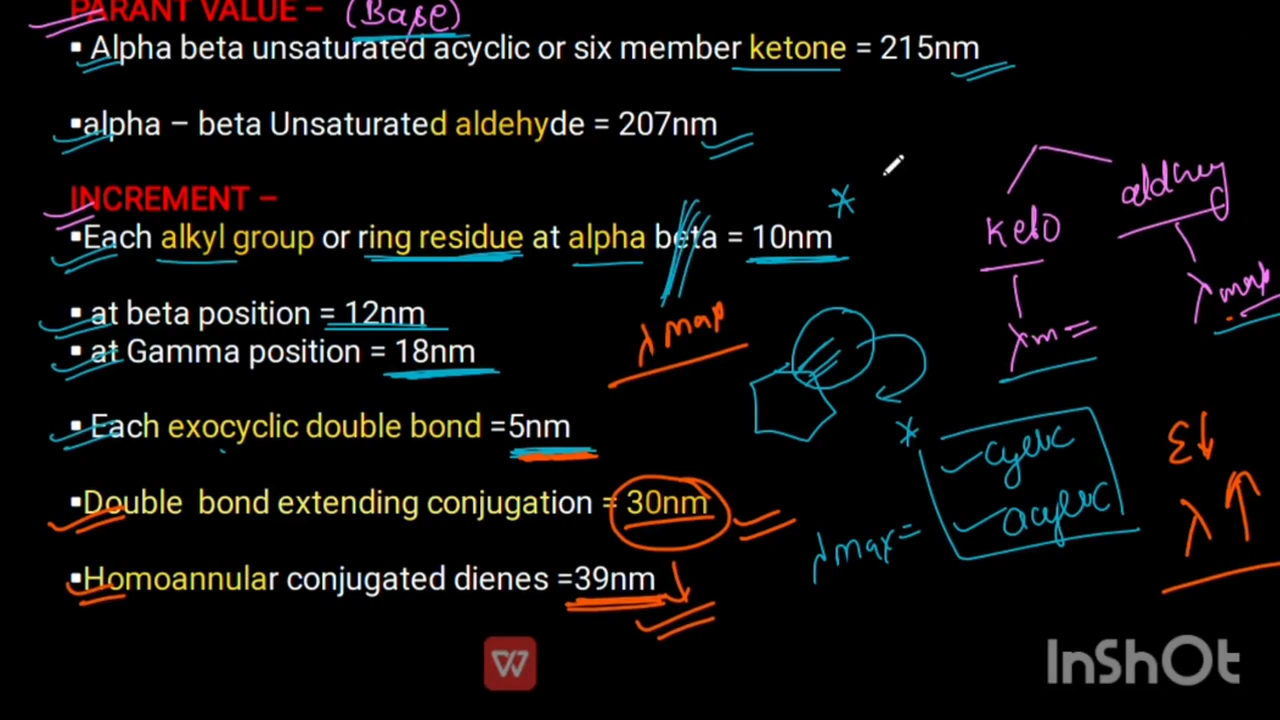 PARANT VALUE – (Base)
▪ Alpha beta unsaturated acyclic or six member ketone = 215nm
▪alpha – beta Unsaturated aldehyde = 207nm
INCREMENT –
▪Each alkyl group or ring residue at alpha beta = 10nm
▪ at beta position = 12nm
▪ at Gamma position = 18nm
▪ Each exocyclic double bond =5nm
▪Double bond extending conjugation = 30nm
▪Homoannular conjugated dienes =39nm
λmax
keto
λm=
aldehy
λmax
*
*
λmax=
cyclic
acyclic
ε↓
λ↑
W
InShOt